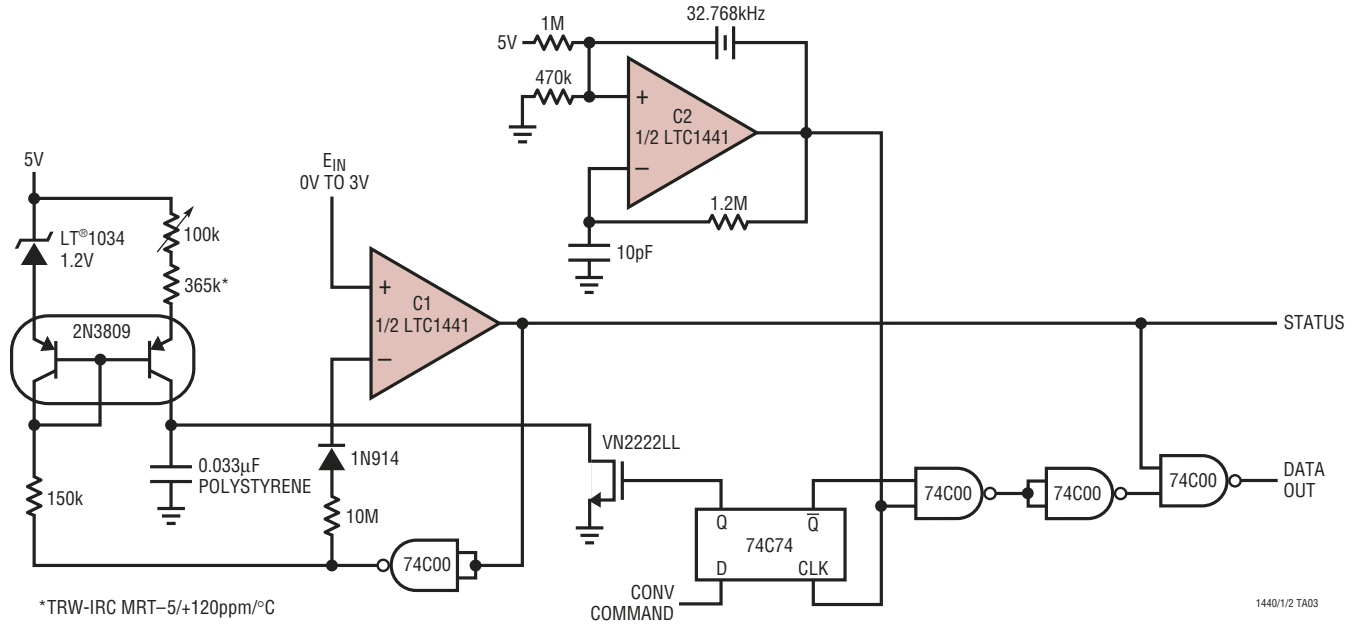 32.768kHz
1M
5V
470k
+
C2
1/2 LTC1441
–
1.2M
10pF
5V
LT®1034
1.2V
100k
365k*
2N3809
EIN
0V TO 3V
+
C1
1/2 LTC1441
–
STATUS
0.033µF
POLYSTYRENE
150k
1N914
10M
74C00
VN2222LL
Q
Q̅
74C74
D
CLK
CONV
COMMAND
74C00
74C00
74C00
DATA
OUT
*TRW-IRC MRT–5/+120ppm/°C
1440/1/2 TA03